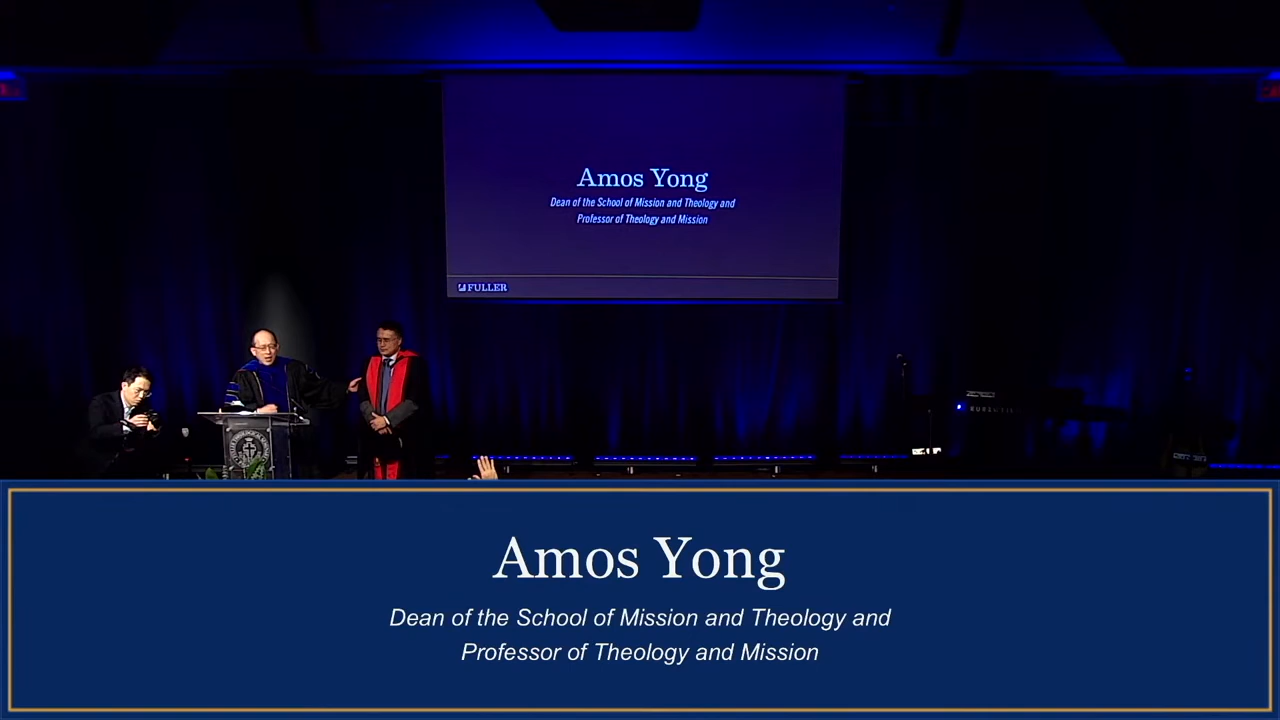 Amos Yong
Dean of the School of Mission and Theology and
Professor of Theology and Mission
FULLER
Amos Yong
Dean of the School of Mission and Theology and
Professor of Theology and Mission